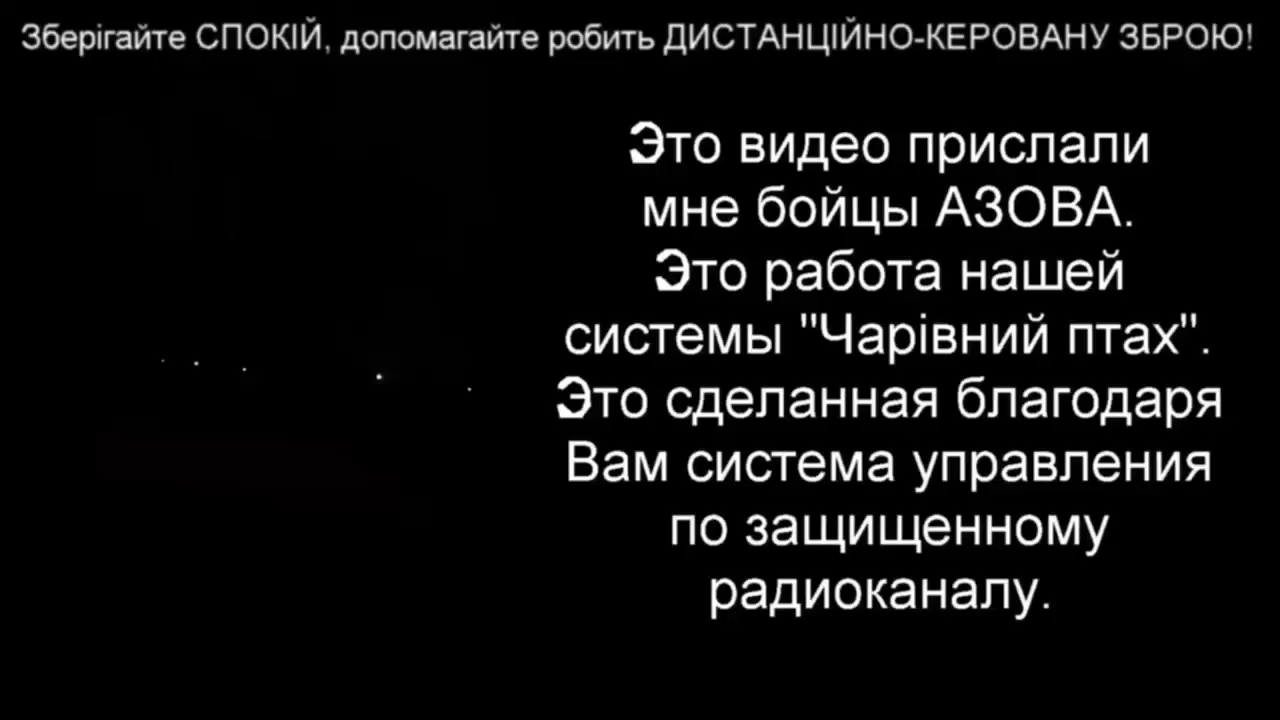 Зберігайте СПОКІЙ, допомагайте робить ДИСТАНЦІЙНО-КЕРОВАНУ ЗБРОЮ!
Это видео прислали
мне бойцы АЗОВА.
Это работа нашей
системы "Чарівний птах".
Это сделанная благодаря
Вам система управления
по защищенному
радиоканалу.